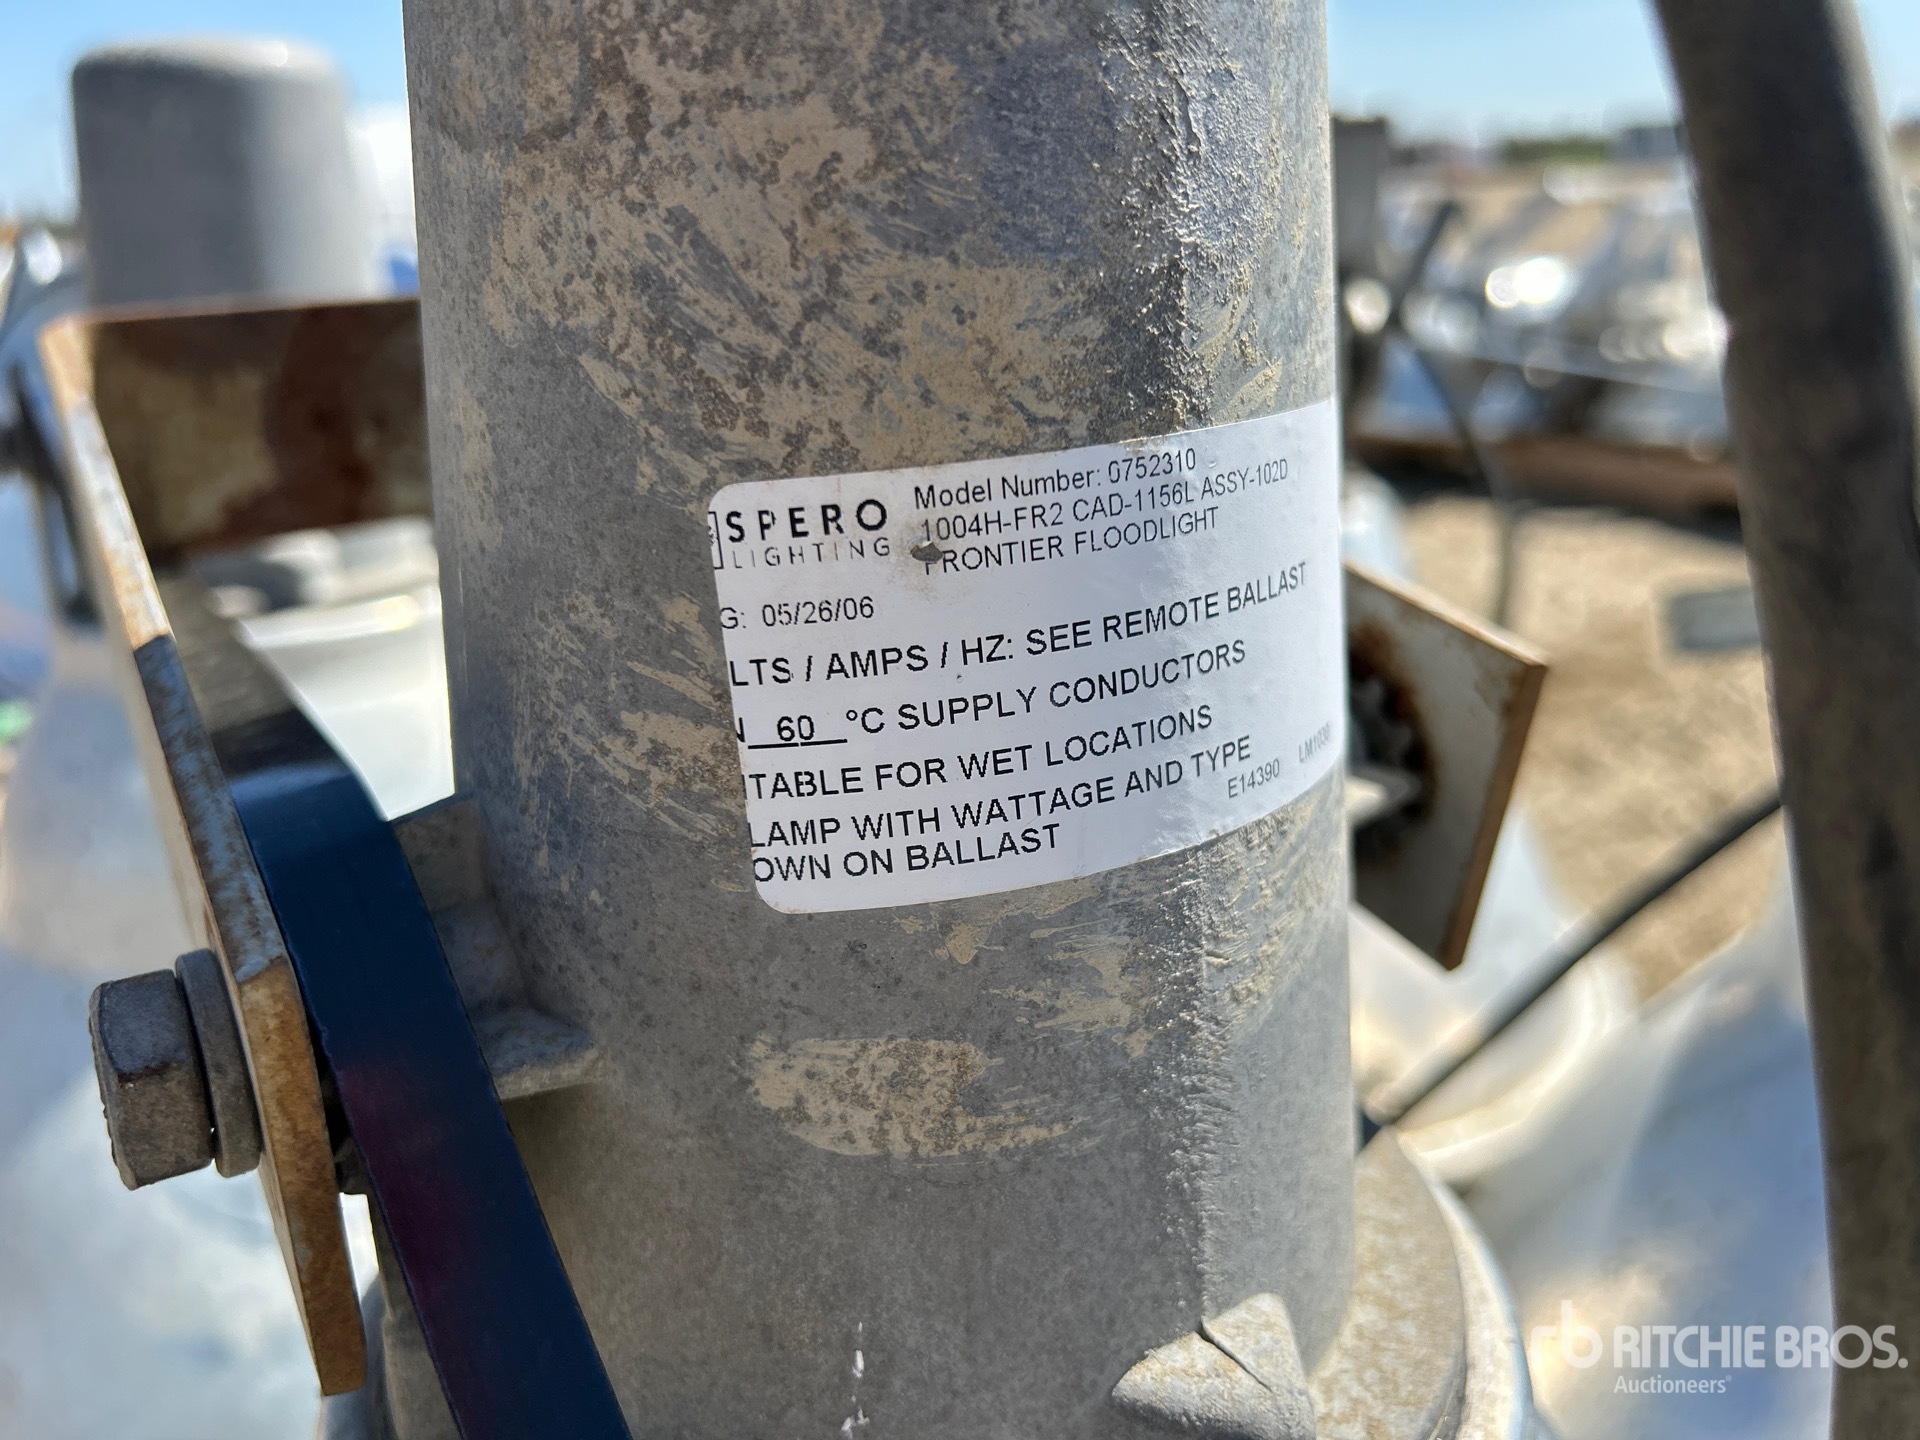 SPERO
LIGHTING
Model Number: 0752310
1004H-FR2 CAD-1156L ASSY-102D
FRONTIER FLOODLIGHT
G: 05/26/06
LTS / AMPS / HZ: SEE REMOTE BALLAST
N 60 °C SUPPLY CONDUCTORS
ITABLE FOR WET LOCATIONS
LAMP WITH WATTAGE AND TYPE
OWN ON BALLAST
E14390
rb RITCHIE BROS.
Auctioneers